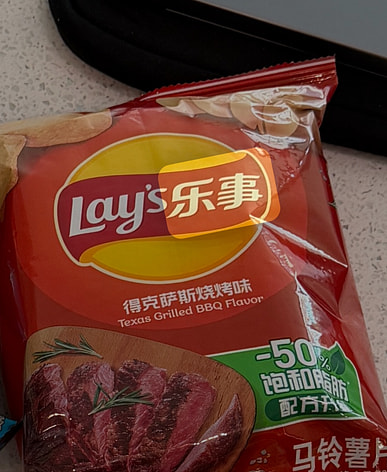 Lay's乐事
得克萨斯烧烤味
Texas Grilled BBQ Flavor
-50%
饱和脂肪
配方升
马铃薯片